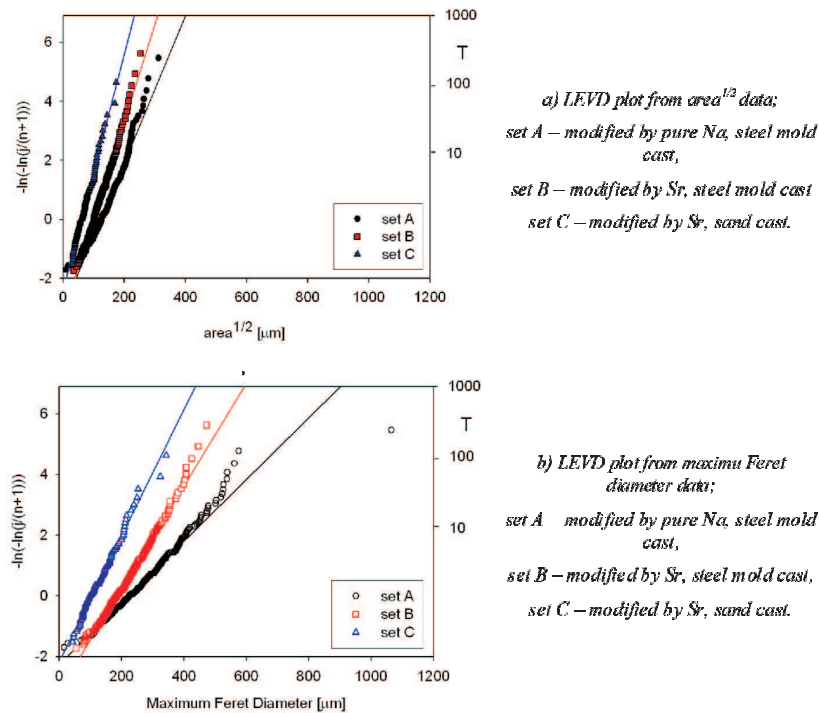 6
4
2
0
-2
-ln(-ln(j/(n+1)))
1000
T
100
10
set A
set B
set C
0
200
400
600
800
1000
1200
area1/2 [μm]
a) LEVD plot from area1/2 data;
set A – modified by pure Na, steel mold
cast,
set B – modified by Sr, steel mold cast
set C – modified by Sr, sand cast.
6
4
2
0
-2
-ln(-ln(j/(n+1)))
1000
T
100
10
set A
set B
set C
0
200
400
600
800
1000
1200
Maximum Feret Diameter [μm]
b) LEVD plot from maximu Feret
diameter data;
set A modified by pure Na, steel mold
cast,
set B – modified by Sr, steel mold cast,
set C – modified by Sr, sand cast.